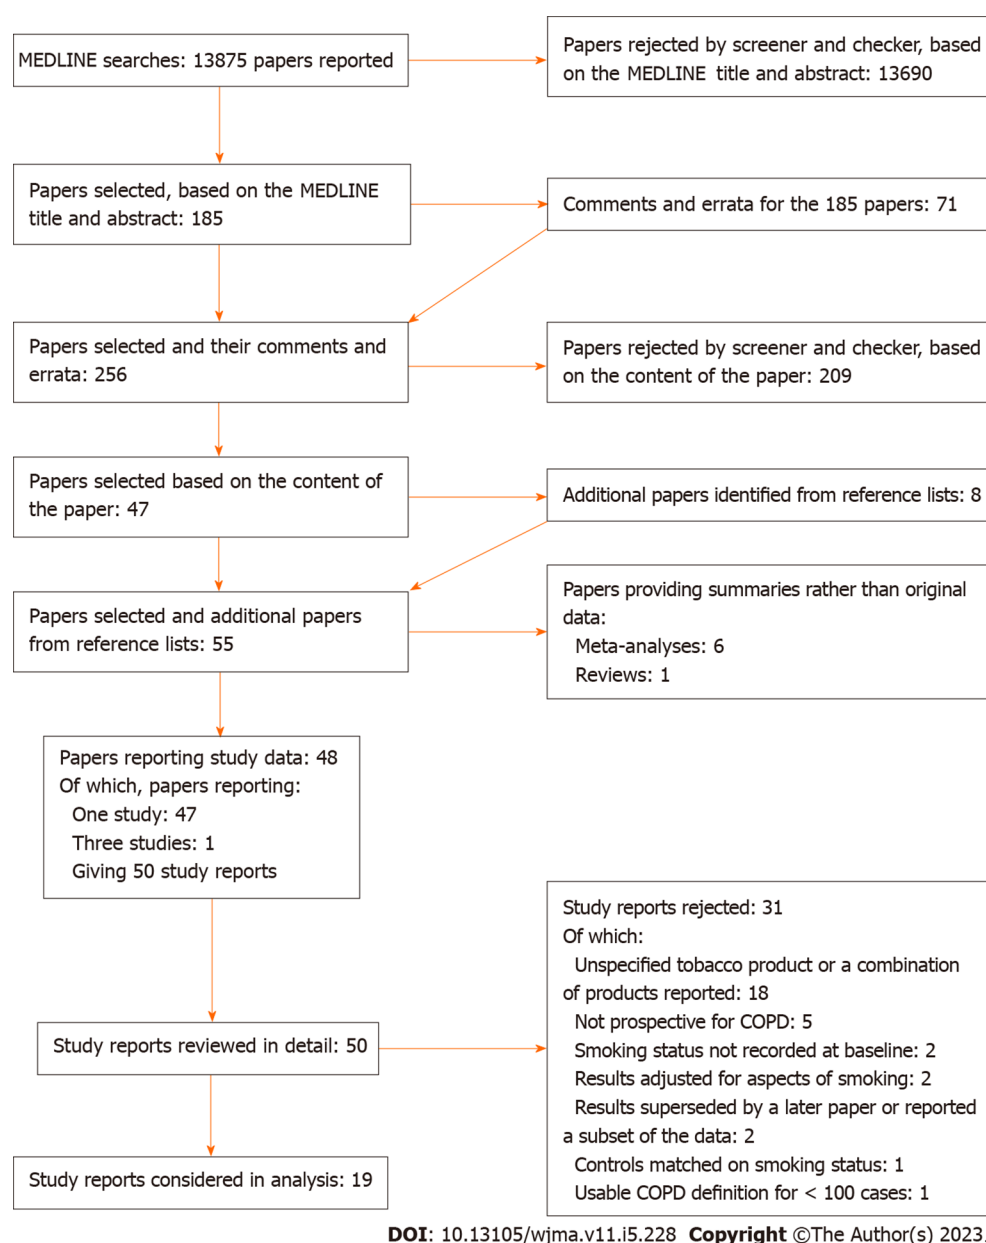 MEDLINE searches: 13875 papers reported
Papers rejected by screener and checker, based
on the MEDLINE title and abstract: 13690
Papers selected, based on the MEDLINE
title and abstract: 185
Comments and errata for the 185 papers: 71
Papers selected and their comments and
errata: 256
Papers rejected by screener and checker, based
on the content of the paper: 209
Papers selected based on the content of
the paper: 47
Additional papers identified from reference lists: 8
Papers selected and additional papers
from reference lists: 55
Papers providing summaries rather than original
data:
Meta-analyses: 6
Reviews: 1
Papers reporting study data: 48
Of which, papers reporting:
One study: 47
Three studies: 1
Giving 50 study reports
Study reports reviewed in detail: 50
Study reports rejected: 31
Of which:
Unspecified tobacco product or a combination
of products reported: 18
Not prospective for COPD: 5
Smoking status not recorded at baseline: 2
Results adjusted for aspects of smoking: 2
Results superseded by a later paper or reported
a subset of the data: 2
Controls matched on smoking status: 1
Usable COPD definition for < 100 cases: 1
Study reports considered in analysis: 19
DOI: 10.13105/wjma.v11.i5.228 Copyright ©The Author(s) 2023.